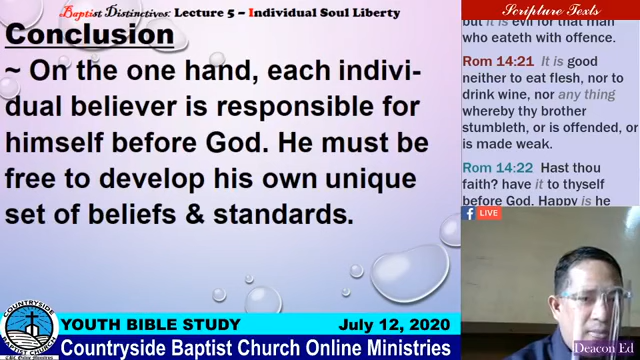 Baptist Distinctives: Lecture 5 – Individual Soul Liberty
Conclusion
~ On the one hand, each indivi-
dual believer is responsible for
himself before God. He must be
free to develop his own unique
set of beliefs & standards.
Scripture Texts
but it is evil for that man
who eateth with offence.
Rom 14:21 It is good
neither to eat flesh, nor to
drink wine, nor any thing
whereby thy brother
stumbleth, or is offended, or
is made weak.
Rom 14:22 Hast thou
faith? have it to thyself
before God. Happy is he
f LIVE
Deacon Ed
COUNTRYSIDE
BAPTIST CHURCH
YOUTH BIBLE STUDY July 12, 2020
Countryside Baptist Church Online Ministries